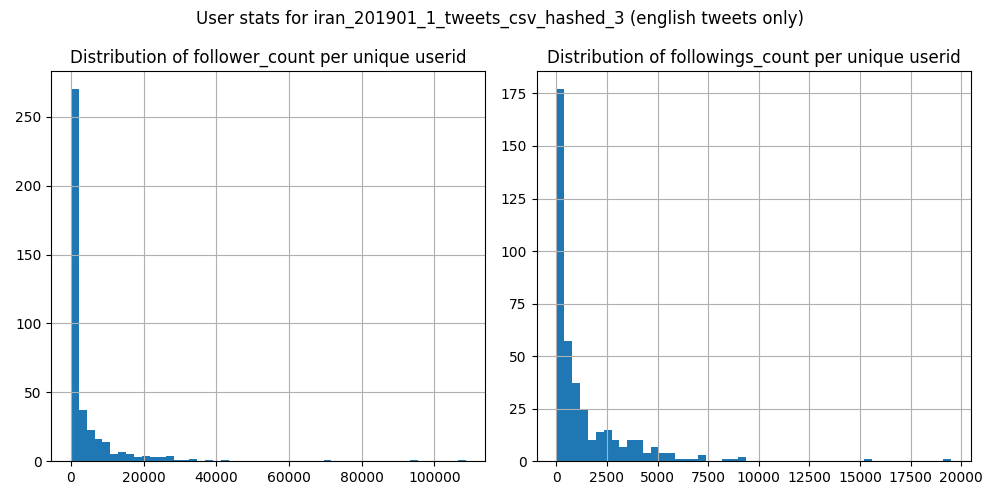 User stats for iran_201901_1_tweets_csv_hashed_3 (english tweets only)
Distribution of follower_count per unique userid
250
200
150
100
50
0
0 20000 40000 60000 80000 100000
Distribution of followings_count per unique userid
175
150
125
100
75
50
25
0
0 2500 5000 7500 10000 12500 15000 17500 20000